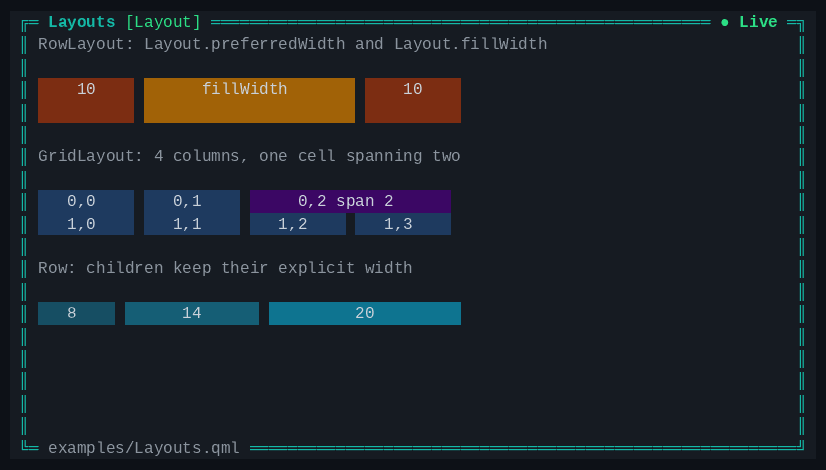 Layouts [Layout] ● Live
RowLayout: Layout.preferredWidth and Layout.fillWidth
10 fillWidth 10
GridLayout: 4 columns, one cell spanning two
0,0 0,1 0,2 span 2
1,0 1,1 1,2 1,3
Row: children keep their explicit width
8 14 20
examples/Layouts.qml